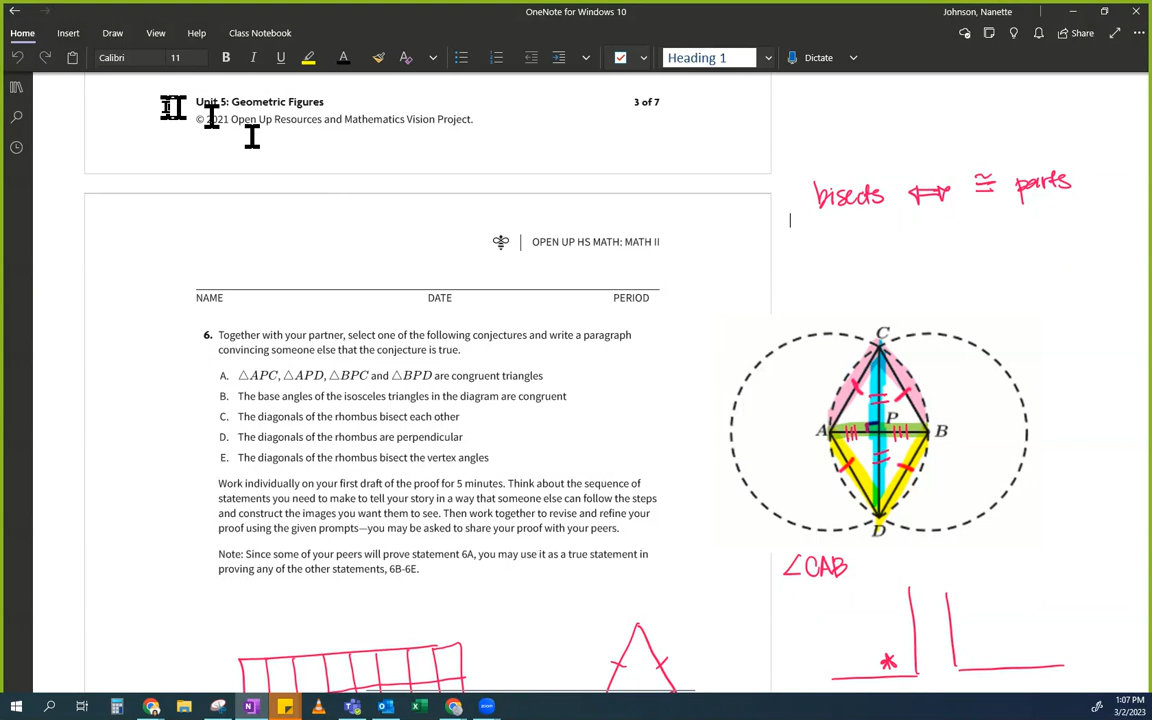 OneNote for Windows 10
Johnson, Nanette
Home Insert Draw View Help Class Notebook
Share
Calibri 11 B I U A A Heading 1 Dictate
Unit 5: Geometric Figures 3 of 7
© 2021 Open Up Resources and Mathematics Vision Project.
bisects ⟺ ≅ parts
OPEN UP HS MATH: MATH II
NAME DATE PERIOD
6. Together with your partner, select one of the following conjectures and write a paragraph
convincing someone else that the conjecture is true.
A. △APC, △APD, △BPC and △BPD are congruent triangles
B. The base angles of the isosceles triangles in the diagram are congruent
C. The diagonals of the rhombus bisect each other
D. The diagonals of the rhombus are perpendicular
E. The diagonals of the rhombus bisect the vertex angles
Work individually on your first draft of the proof for 5 minutes. Think about the sequence of
statements you need to make to tell your story in a way that someone else can follow the steps
and construct the images you want them to see. Then work together to revise and refine your
proof using the given prompts—you may be asked to share your proof with your peers.
Note: Since some of your peers will prove statement 6A, you may use it as a true statement in
proving any of the other statements, 6B-6E.
C
P
A B
D
∠CAB
*
1:07 PM
3/2/2023